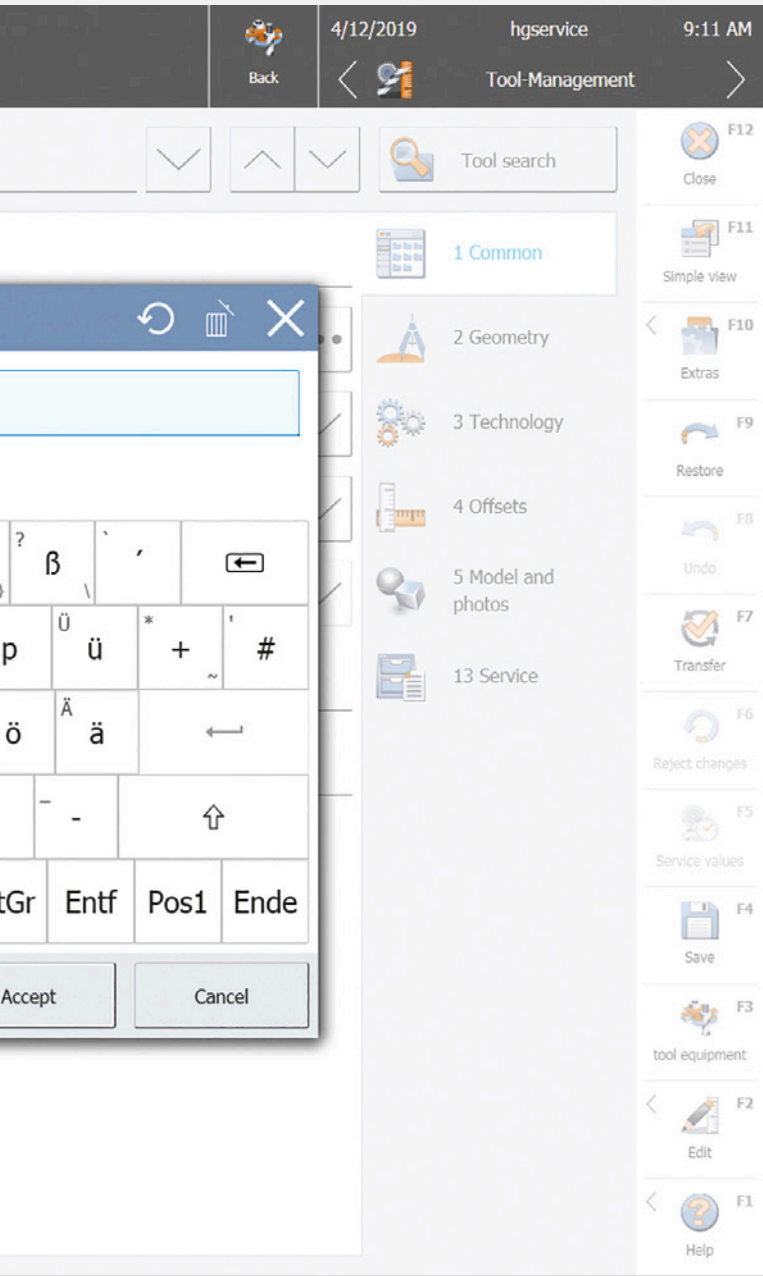 4/12/2019 hgservice 9:11 AM
Back
Tool-Management
Tool search
F12
Close
1 Common
F11
Simple view
2 Geometry
F10
Extras
3 Technology
F9
Restore
4 Offsets
F8
Undo
5 Model and
photos
F7
Transfer
13 Service
F6
Reject changes
F5
Service values
F4
Save
F3
tool equipment
F2
Edit
F1
Help
} ? ß \ ` ´
p Ü ü * + ~ ' #
ö Ä ä
_ -
tGr Entf Pos1 Ende
Accept Cancel